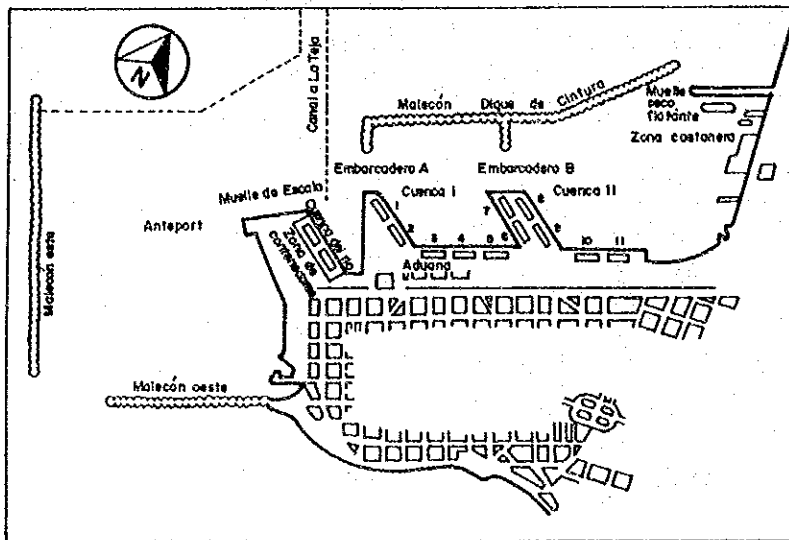 N
Canal a La Teja
Malecón Dique de Cintura
Muelle
seco
flotante
Zona costanera
Embarcadero A
Embarcadero B
Muelle de Escala
Cuenca I
Cuenca II
Anteport
Malecón este
Zona de
1
2
3
4
5
6
7
8
9
10
11
Aduana
Malecón oeste